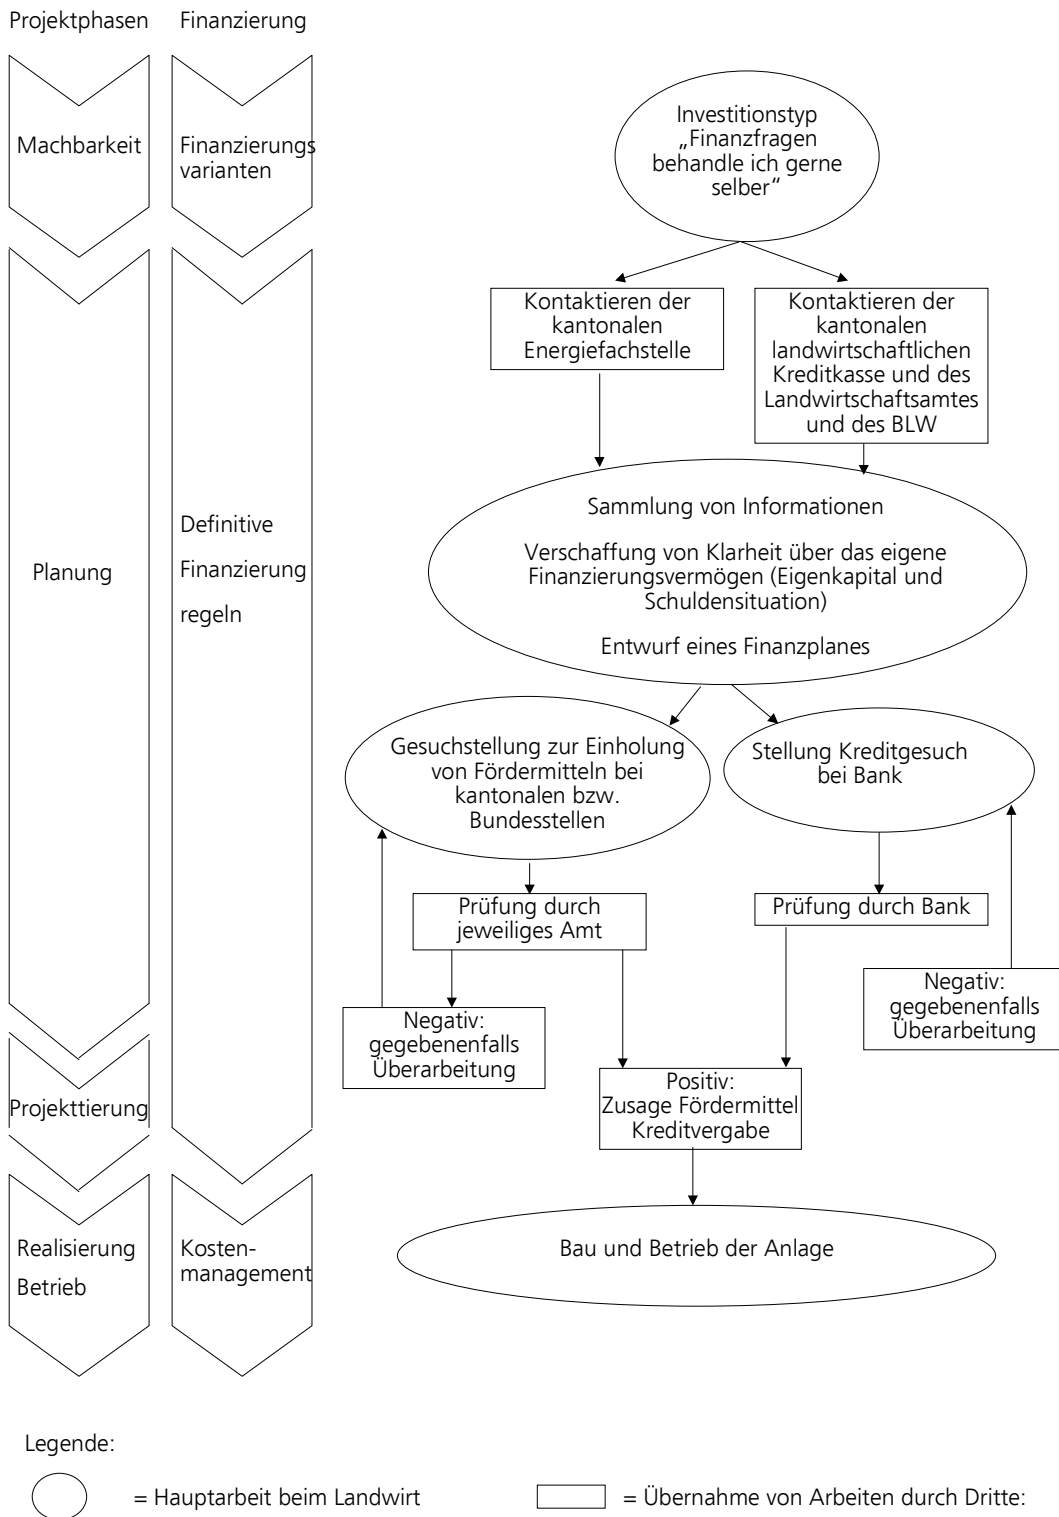 Projektphasen
Finanzierung
Machbarkeit
Finanzierungs
varianten
Planung
Definitive
Finanzierung
regeln
Projekttierung
Realisierung
Betrieb
Kosten-
management
Investitionstyp
„Finanzfragen
behandle ich gerne
selber“
Kontaktieren der
kantonalen
Energiefachstelle
Kontaktieren der
kantonalen
landwirtschaftlichen
Kreditkasse und des
Landwirtschaftsamtes
und des BLW
Sammlung von Informationen
Verschaffung von Klarheit über das eigene
Finanzierungsvermögen (Eigenkapital und
Schuldensituation)
Entwurf eines Finanzplanes
Gesuchstellung zur Einholung
von Fördermitteln bei
kantonalen bzw.
Bundesstellen
Stellung Kreditgesuch
bei Bank
Prüfung durch
jeweiliges Amt
Prüfung durch Bank
Negativ:
gegebenenfalls
Überarbeitung
Negativ:
gegebenenfalls
Überarbeitung
Positiv:
Zusage Fördermittel
Kreditvergabe
Bau und Betrieb der Anlage
Legende:
= Hauptarbeit beim Landwirt
= Übernahme von Arbeiten durch Dritte: